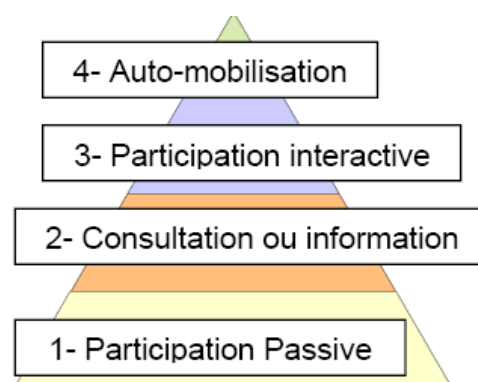 4- Auto-mobilisation
3- Participation interactive
2- Consultation ou information
1- Participation Passive